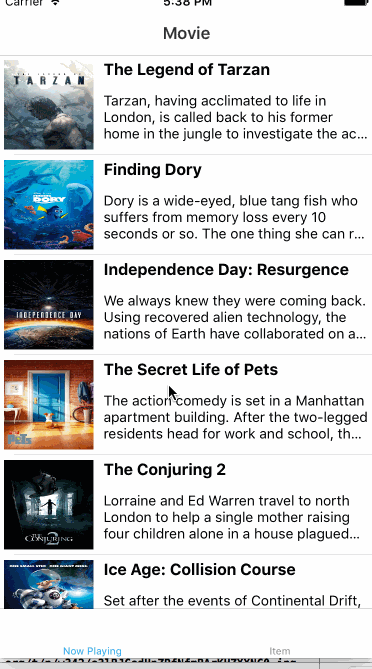 Carrier
5:38 PM
Movie
The Legend of Tarzan
TARZAN
Tarzan, having acclimated to life in
London, is called back to his former
home in the jungle to investigate the ac...
Finding Dory
DORY
Dory is a wide-eyed, blue tang fish who
suffers from memory loss every 10
seconds or so. The one thing she can r...
Independence Day: Resurgence
INDEPENDENCE DAY
We always knew they were coming back.
Using recovered alien technology, the
nations of Earth have collaborated on a...
The Secret Life of Pets
PETS
The action comedy is set in a Manhattan
apartment building. After the two-legged
residents head for work and school, th...
The Conjuring 2
THE CONJURING 2
Lorraine and Ed Warren travel to north
London to help a single mother raising
four children alone in a house plagued...
Ice Age: Collision Course
Set after the events of Continental Drift,
Now Playing
Item